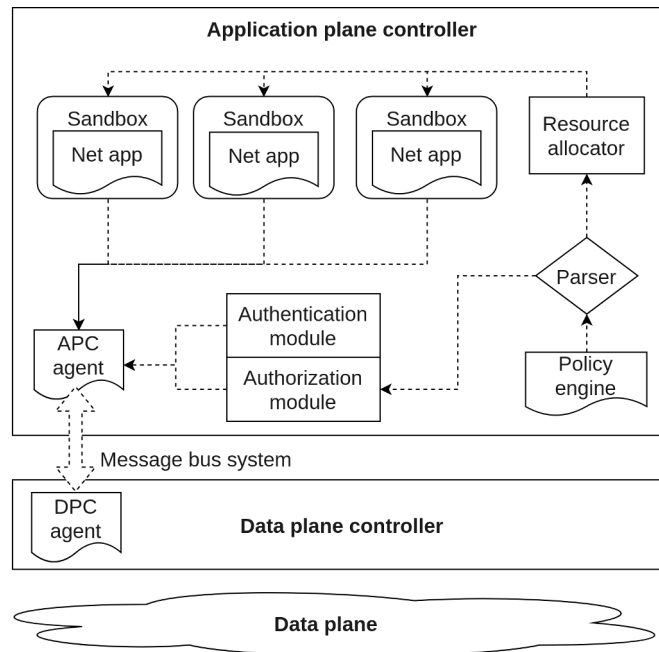 Application plane controller
Sandbox
Net app
Sandbox
Net app
Sandbox
Net app
Resource
allocator
Parser
Authentication
module
Authorization
module
APC
agent
Policy
engine
Message bus system
DPC
agent
Data plane controller
Data plane